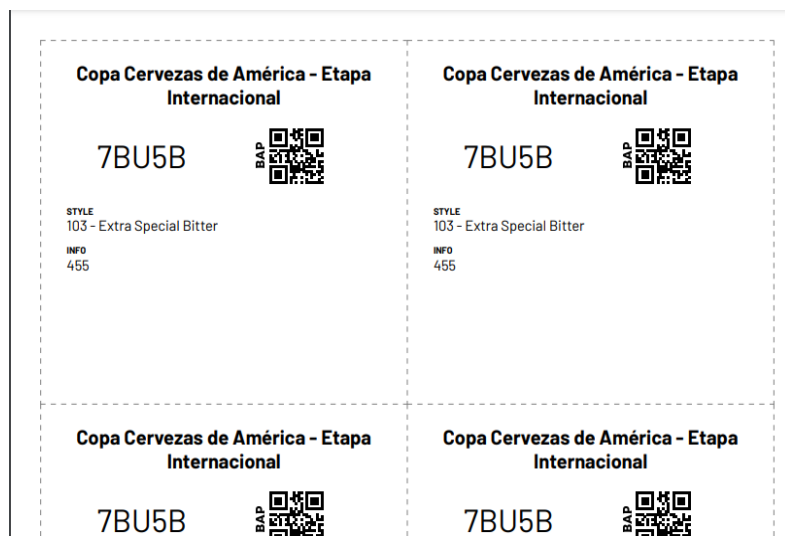 Copa Cervezas de América - Etapa
Internacional
7BU5B
BAP
STYLE
103 - Extra Special Bitter
INFO
455
Copa Cervezas de América - Etapa
Internacional
7BU5B
BAP
STYLE
103 - Extra Special Bitter
INFO
455
Copa Cervezas de América - Etapa
Internacional
7BU5B
BAP
Copa Cervezas de América - Etapa
Internacional
7BU5B
BAP